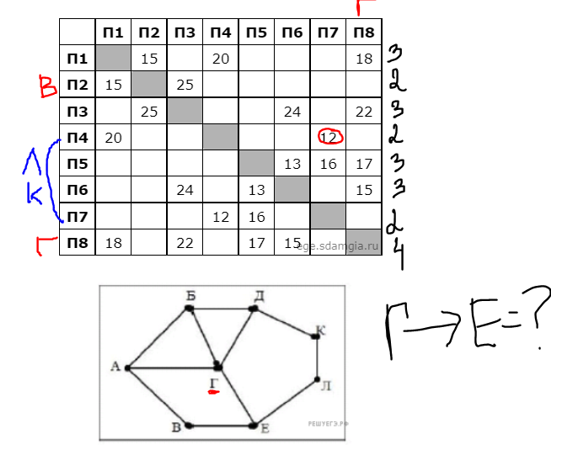 Г
П1 П2 П3 П4 П5 П6 П7 П8
П1 15 20 18 3
В П2 15 25 2
П3 25 24 22 3
П4 20 12 2
Л П5 13 16 17 3
К П6 24 13 15 3
П7 12 16 2
Г П8 18 22 17 15 4
ege.sdamgia.ru
Б Д
К
А Г Л
В Е
РЕШУЕГЭ.РФ
Г → Е = ?